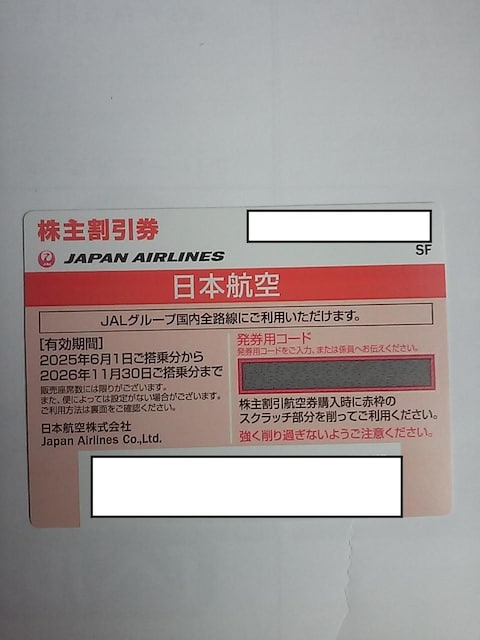 株主割引券
SF
JAPAN AIRLINES
日本航空
JALグループ国内全路線にご利用いただけます。
[有効期間]
2025年6月1日ご搭乗分から
2026年11月30日ご搭乗分まで
販売座席数には限りがございます。
また、便によっては設定がない場合がございます。
ご利用方法は裏面をご確認ください。
日本航空株式会社
Japan Airlines Co.,Ltd.
発券用コード
発券用コードをご入力、または係員へお伝えください。
株主割引航空券購入時に赤枠の
スクラッチ部分を削ってご利用ください。
強く削り過ぎないようご注意ください。